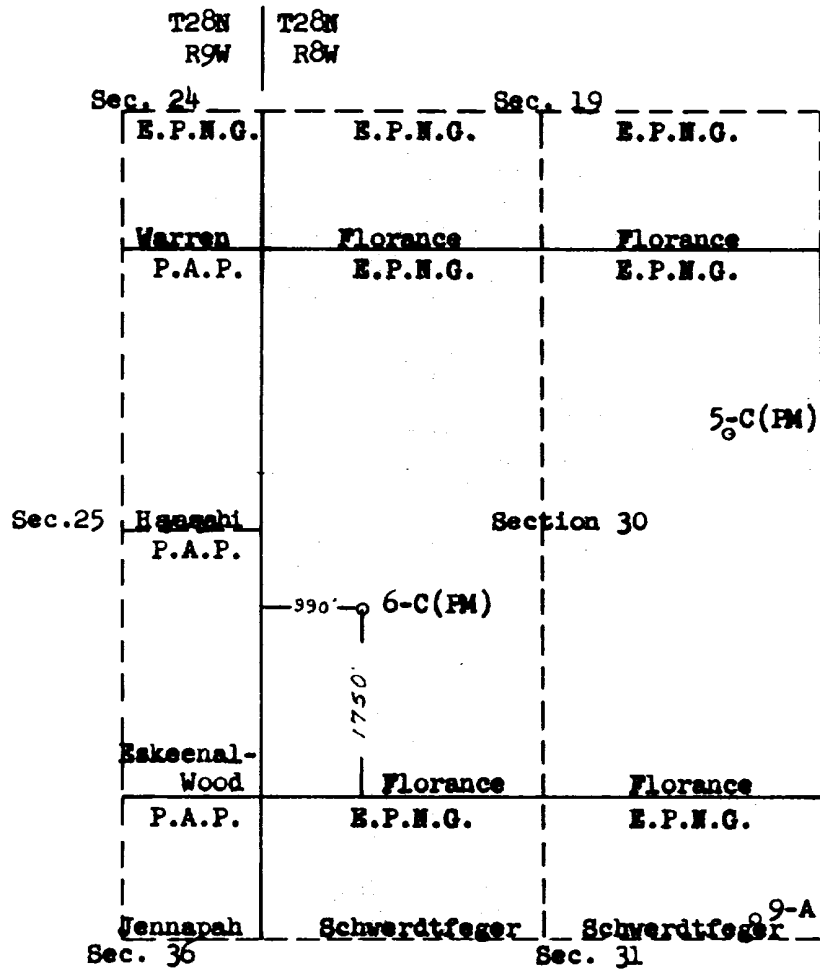 T28N T28N
R9W R8W
Sec. 24 Sec. 19
E.P.N.G. E.P.N.G. E.P.N.G.
Warren Florance Florance
P.A.P. E.P.N.G. E.P.N.G.
5-C(PM)
Sec.25 Section 30
P.A.P.
990' 6-C(PM)
1750'
Eskeenal-
Wood Florance Florance
P.A.P. E.P.N.G. E.P.N.G.
9-A
Jennapah Schwerdtfeger Schwerdtfeger
Sec. 36 Sec. 31